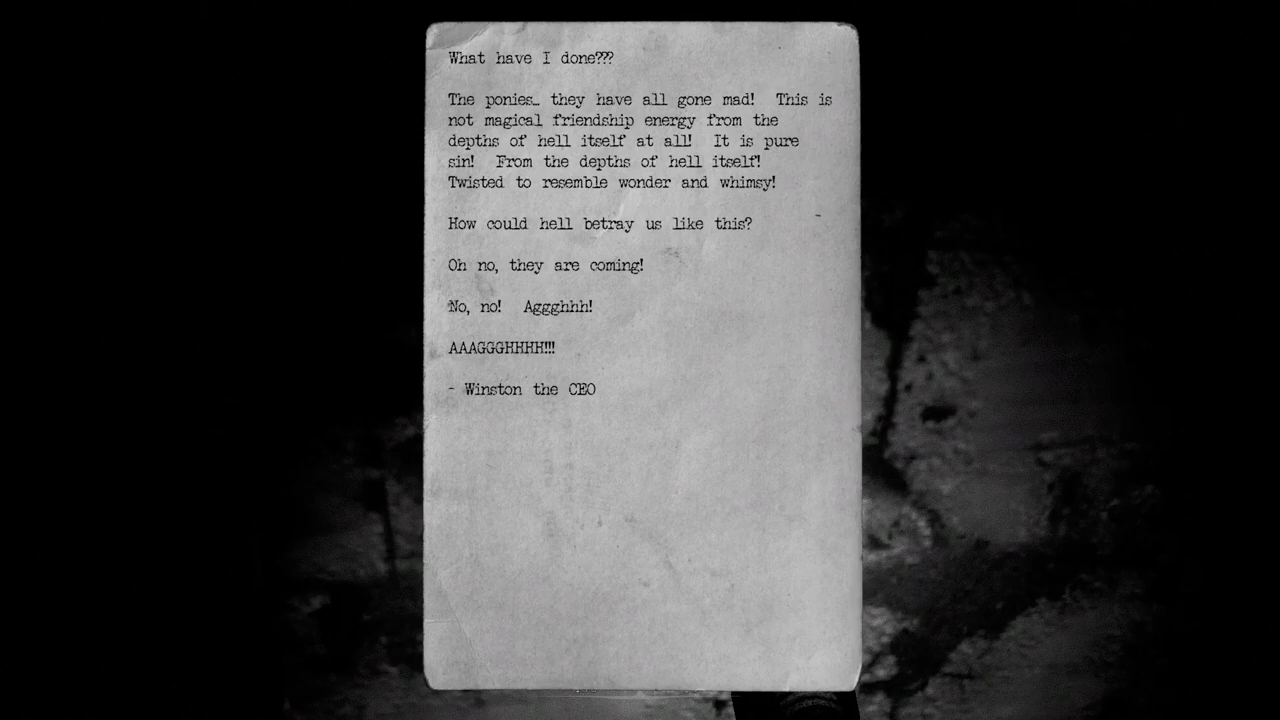 What have I done???
The ponies… they have all gone mad!  This is
not magical friendship energy from the
depths of hell itself at all!  It is pure
sin!  From the depths of hell itself!
Twisted to resemble wonder and whimsy!
How could hell betray us like this?
Oh no, they are coming!
No, no!  Aggghhh!
AAAGGGHHHH!!!
- Winston the CEO